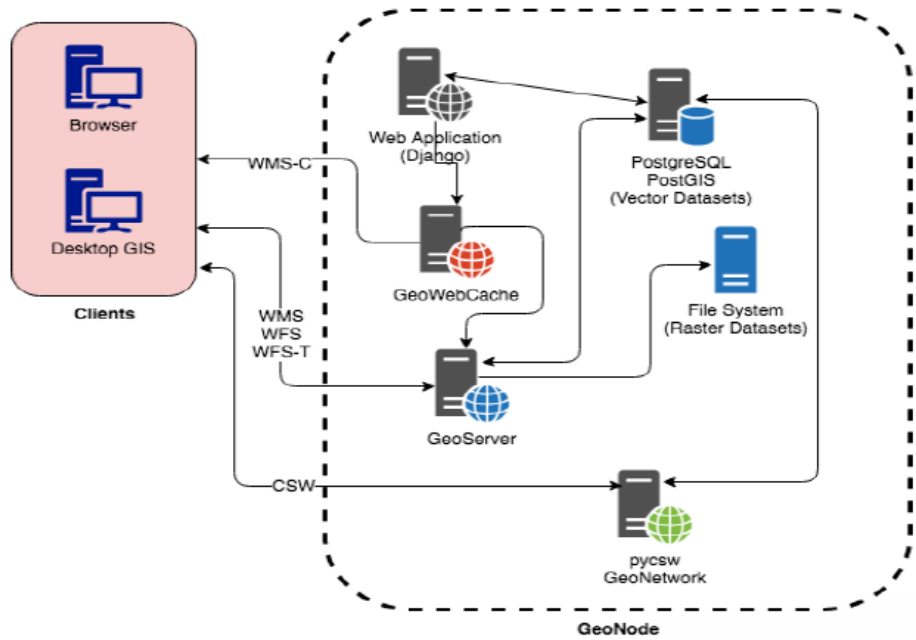 Browser
Desktop GIS
Clients
WMS-C
WMS
WFS
WFS-T
CSW
Web Application
(Django)
GeoWebCache
GeoServer
PostgreSQL
PostGIS
(Vector Datasets)
File System
(Raster Datasets)
pycsw
GeoNetwork
GeoNode